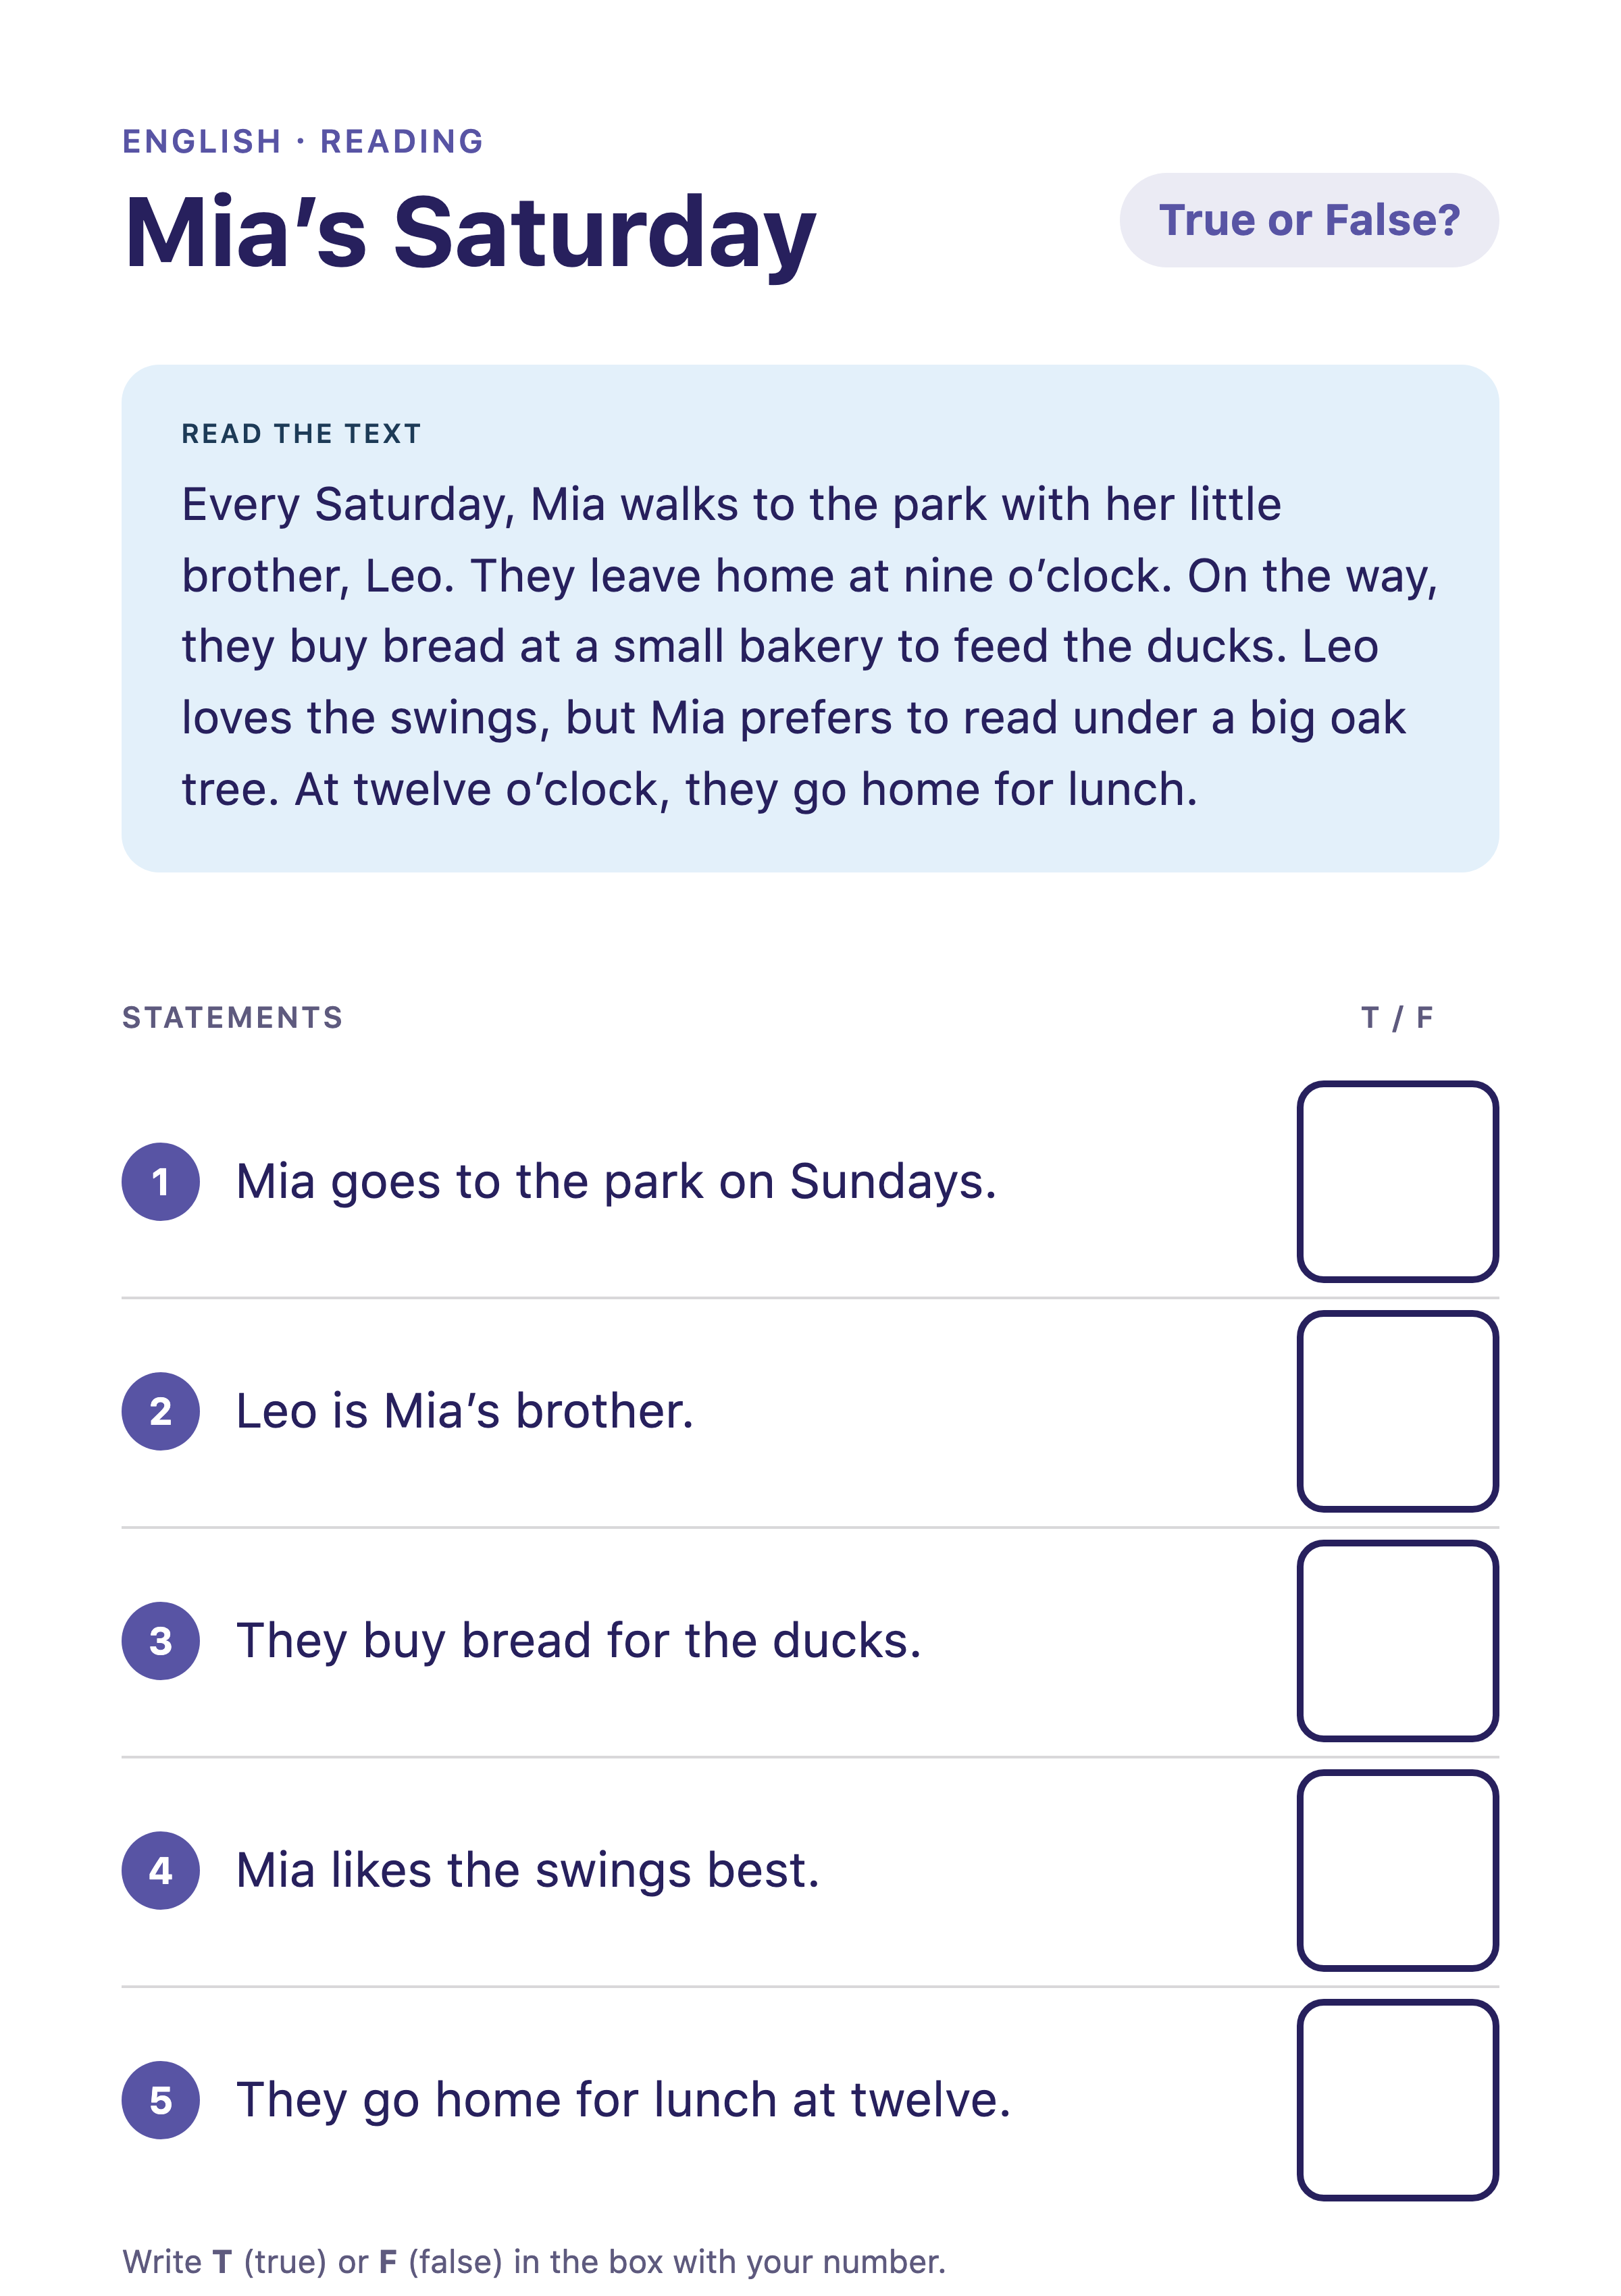 ENGLISH · READING
Mia’s Saturday
True or False?
READ THE TEXT
Every Saturday, Mia walks to the park with her little
brother, Leo. They leave home at nine o’clock. On the way,
they buy bread at a small bakery to feed the ducks. Leo
loves the swings, but Mia prefers to read under a big oak
tree. At twelve o’clock, they go home for lunch.
STATEMENTS
T / F
1 Mia goes to the park on Sundays.
2 Leo is Mia’s brother.
3 They buy bread for the ducks.
4 Mia likes the swings best.
5 They go home for lunch at twelve.
Write T (true) or F (false) in the box with your number.